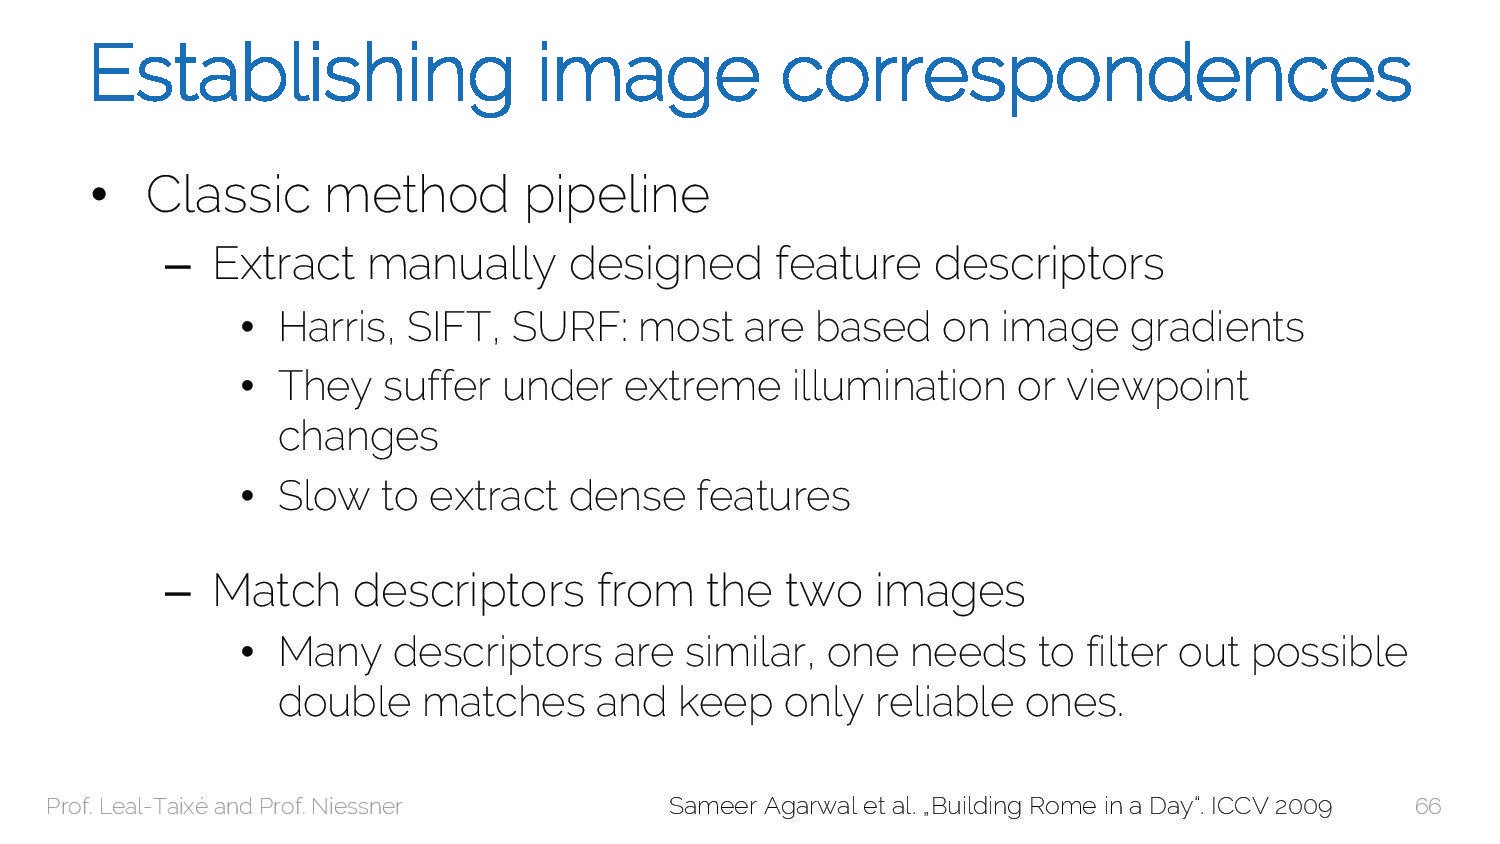 Establishing image correspondences
• Classic method pipeline
– Extract manually designed feature descriptors
• Harris, SIFT, SURF: most are based on image gradients
• They suffer under extreme illumination or viewpoint
changes
• Slow to extract dense features
– Match descriptors from the two images
• Many descriptors are similar, one needs to filter out possible
double matches and keep only reliable ones.
Prof. Leal-Taixé and Prof. Niessner
Sameer Agarwal et al. „Building Rome in a Day“. ICCV 2009
66